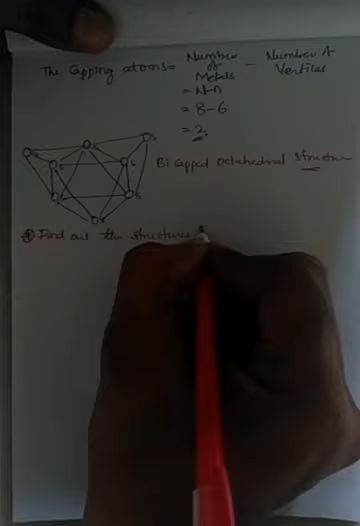 The Capping atoms = Number of Metals - Number of Vertices
= N-n
= 8-6
= 2
Bi Capped Octahedral Structure
Find out the structures